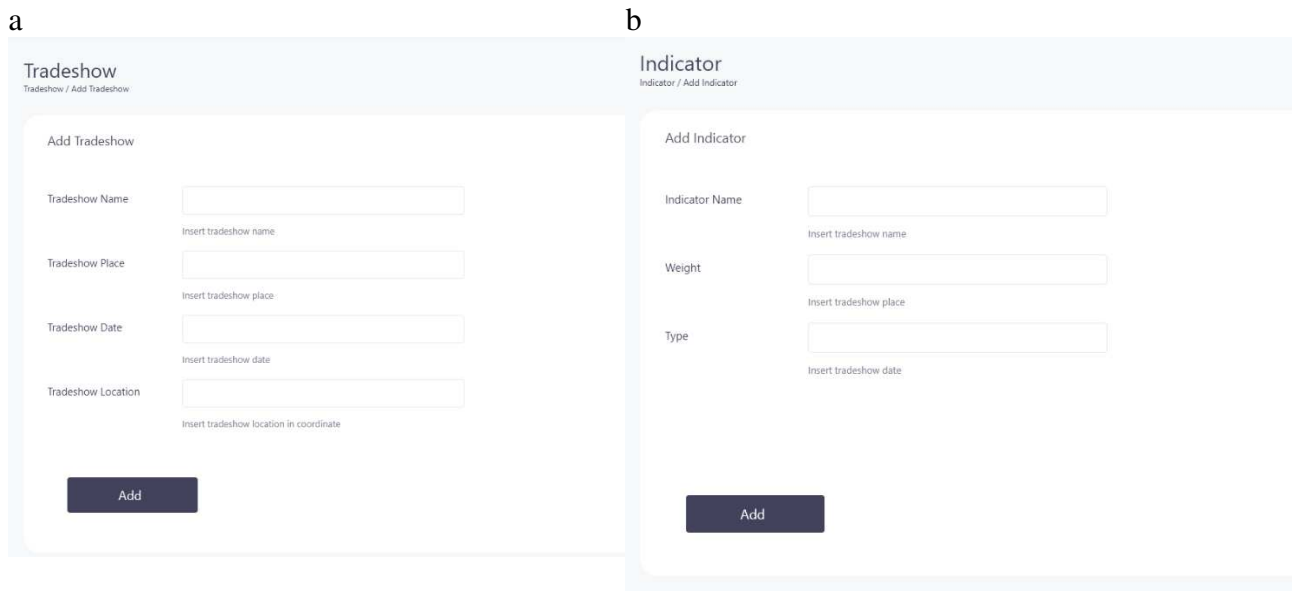 a
Tradeshow
Tradeshow / Add Tradeshow
Add Tradeshow
Tradeshow Name
Insert tradeshow name
Tradeshow Place
Insert tradeshow place
Tradeshow Date
Insert tradeshow date
Tradeshow Location
Insert tradeshow location in coordinate
Add
b
Indicator
Indicator / Add Indicator
Add Indicator
Indicator Name
Insert tradeshow name
Weight
Insert tradeshow place
Type
Insert tradeshow date
Add